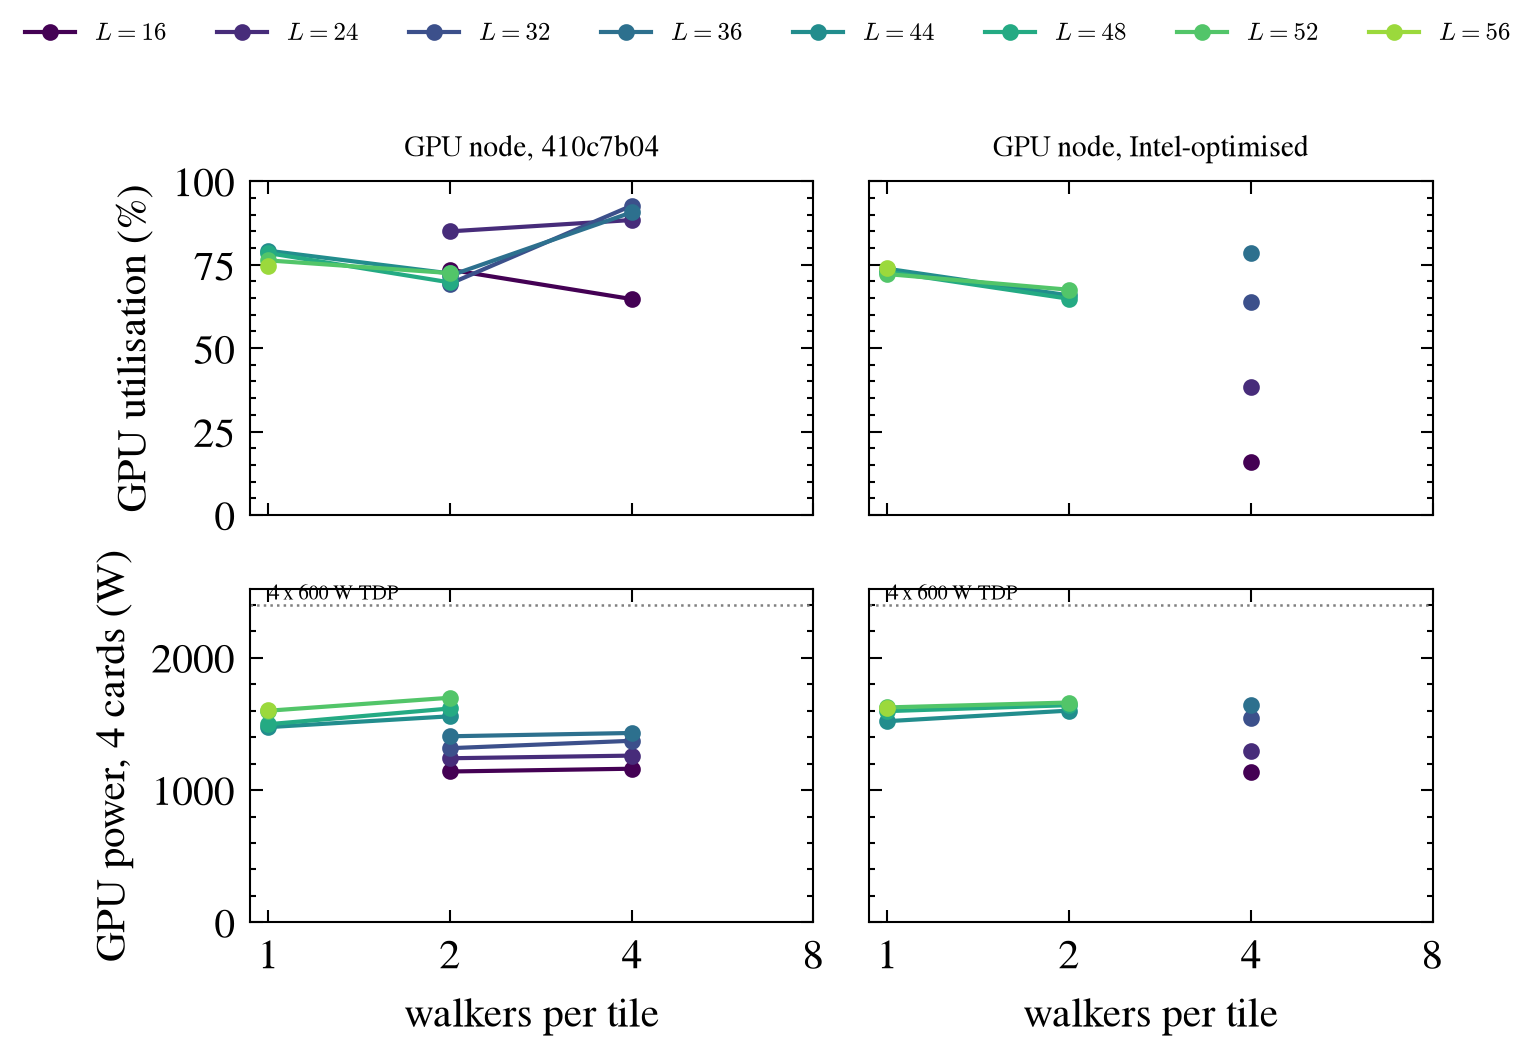 L = 16 L = 24 L = 32 L = 36 L = 44 L = 48 L = 52 L = 56
GPU node, 410c7b04
GPU node, Intel-optimised
GPU utilisation (%)
100
75
50
25
0
GPU power, 4 cards (W)
4 x 600 W TDP
4 x 600 W TDP
2000
1000
0
1 2 4 8
1 2 4 8
walkers per tile
walkers per tile